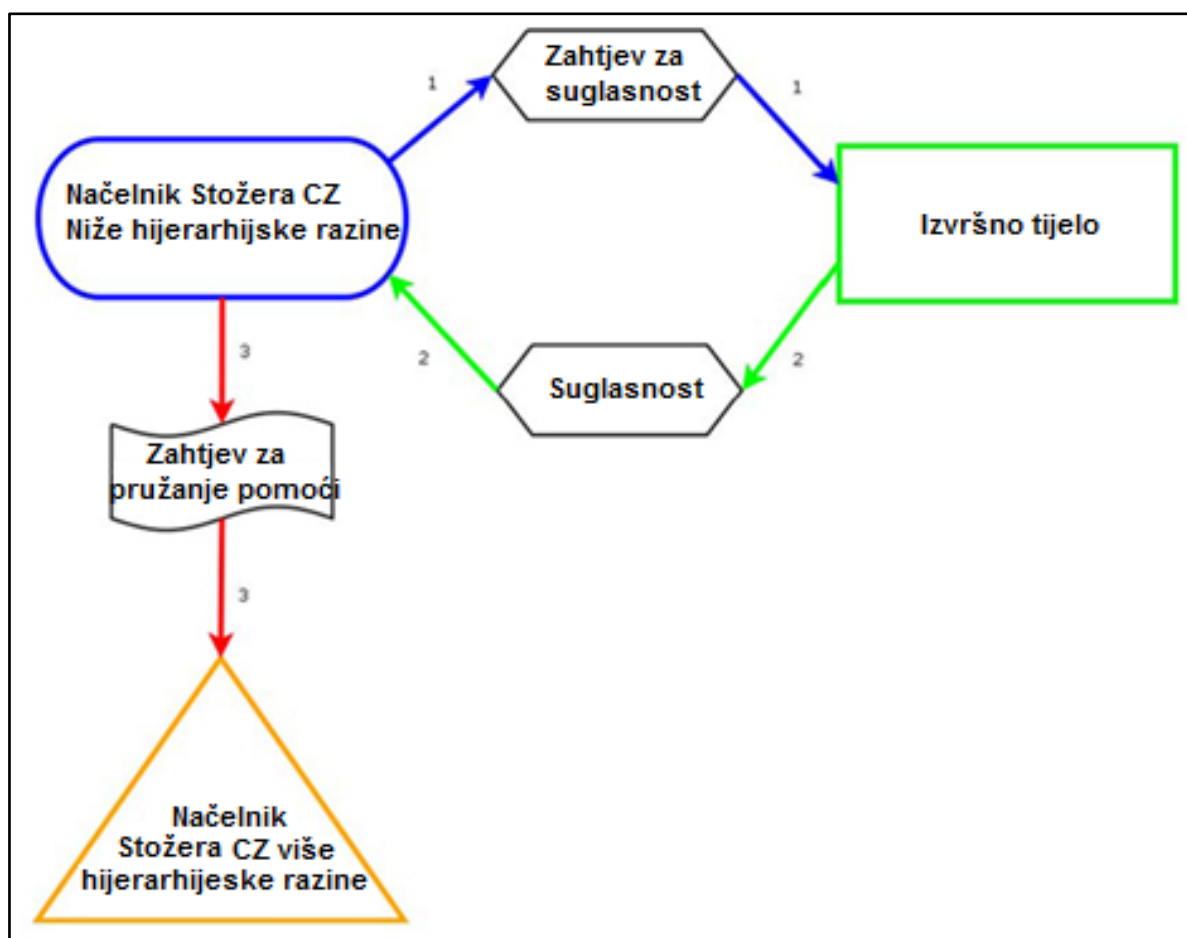 Zahtjev za
suglasnost
1
1
Načelnik Stožera CZ
Niže hijerarhijske razine
Izvršno tijelo
2
2
Suglasnost
3
Zahtjev za
pružanje pomoći
3
Načelnik
Stožera CZ više
hijerarhijeske razine